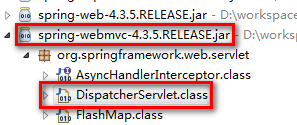 spring-web-4.3.5.RELEASE.jar - D:\workspace
spring-webmvc-4.3.5.RELEASE.jar - D:\works
org.springframework.web.servlet
AsyncHandlerInterceptor.class
DispatcherServlet.class
FlashMap.class